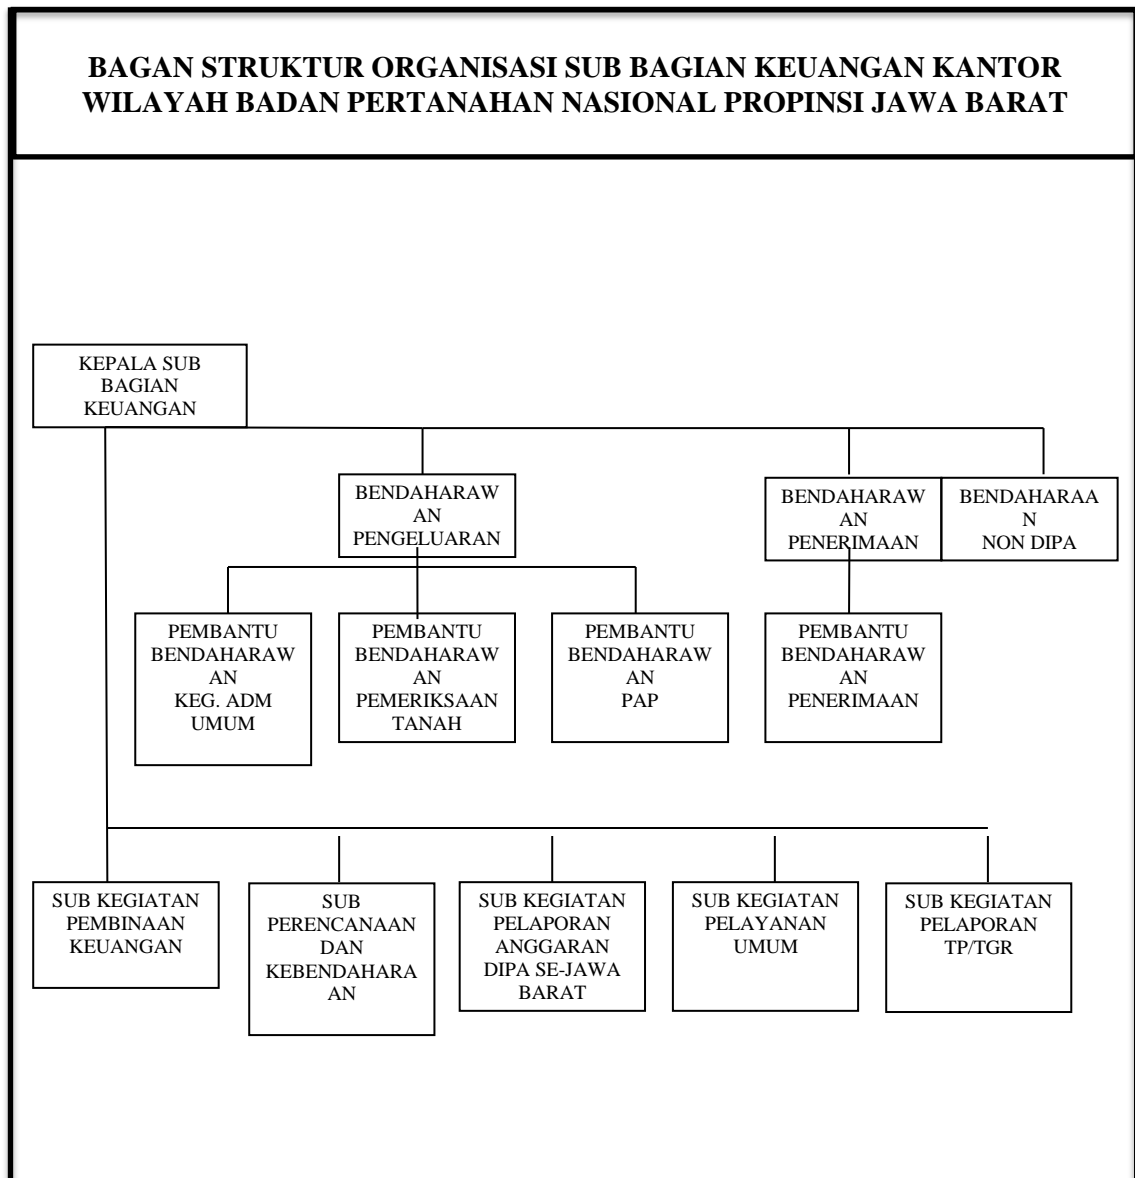 BAGAN STRUKTUR ORGANISASI SUB BAGIAN KEUANGAN KANTOR
WILAYAH BADAN PERTANAHAN NASIONAL PROPINSI JAWA BARAT
KEPALA SUB
BAGIAN
KEUANGAN
BENDAHARAW
AN
PENGELUARAN
BENDAHARAW
AN
PENERIMAAN
BENDAHARAA
N
NON DIPA
PEMBANTU
BENDAHARAW
AN
KEG. ADM
UMUM
PEMBANTU
BENDAHARAW
AN
PEMERIKSAAN
TANAH
PEMBANTU
BENDAHARAW
AN
PAP
PEMBANTU
BENDAHARAW
AN
PENERIMAAN
SUB KEGIATAN
PEMBINAAN
KEUANGAN
SUB
PERENCANAAN
DAN
KEBENDAHARA
AN
SUB KEGIATAN
PELAPORAN
ANGGARAN
DIPA SE-JAWA
BARAT
SUB KEGIATAN
PELAYANAN
UMUM
SUB KEGIATAN
PELAPORAN
TP/TGR